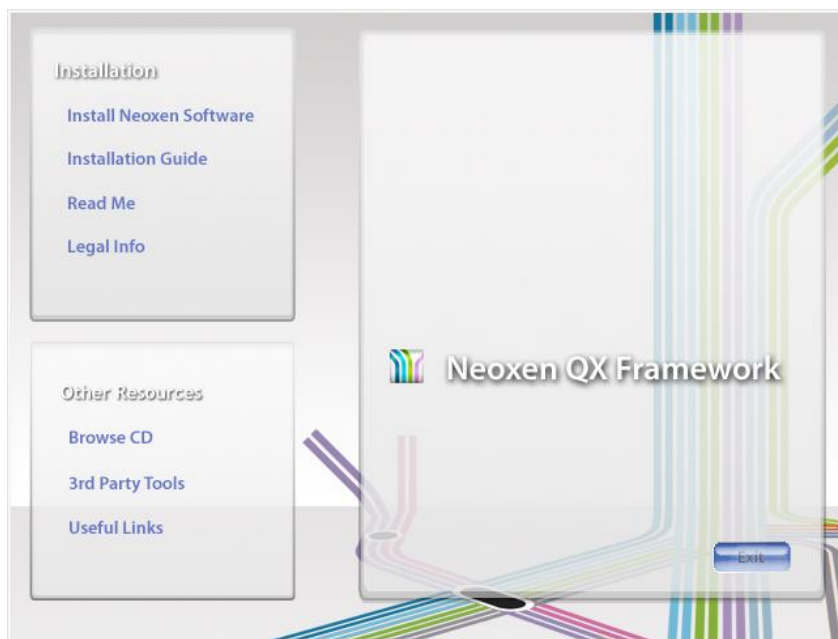 Installation
Install Neoxen Software
Installation Guide
Read Me
Legal Info
Other Resources
Browse CD
3rd Party Tools
Useful Links
Neoxen QX Framework
Exit